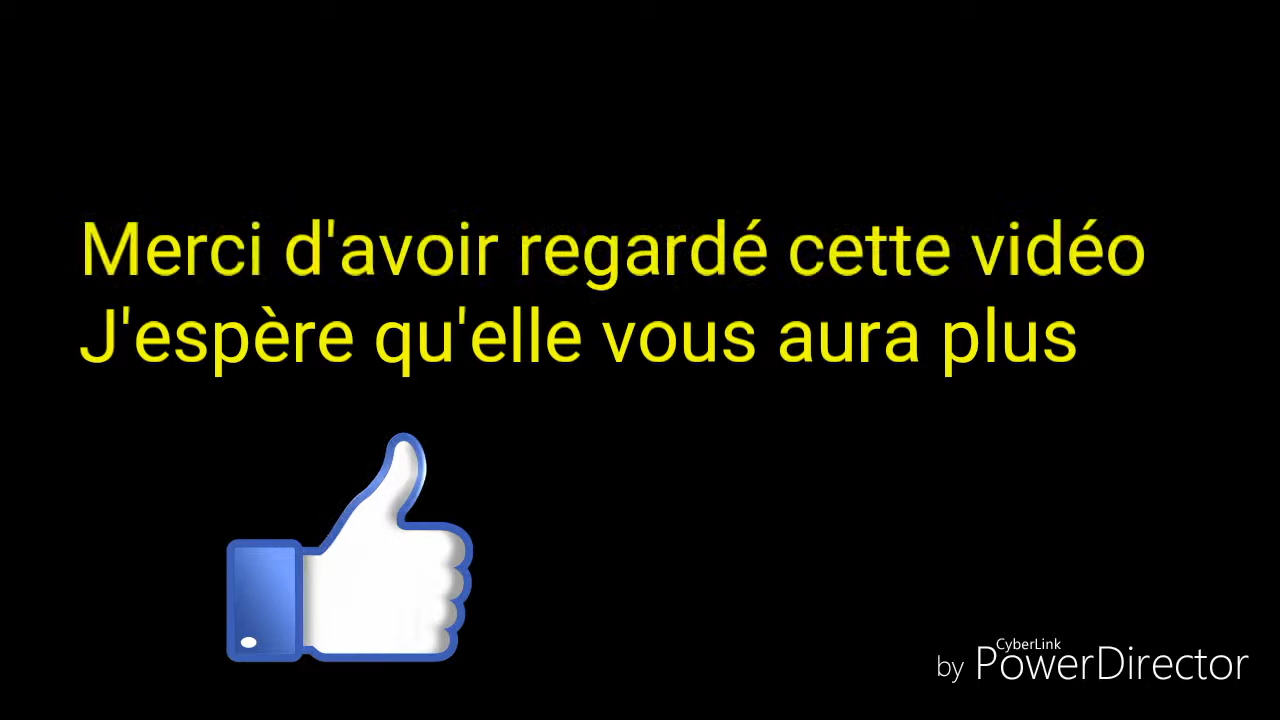 Merci d'avoir regardé cette vidéo
J'espère qu'elle vous aura plus
CyberLink
by PowerDirector